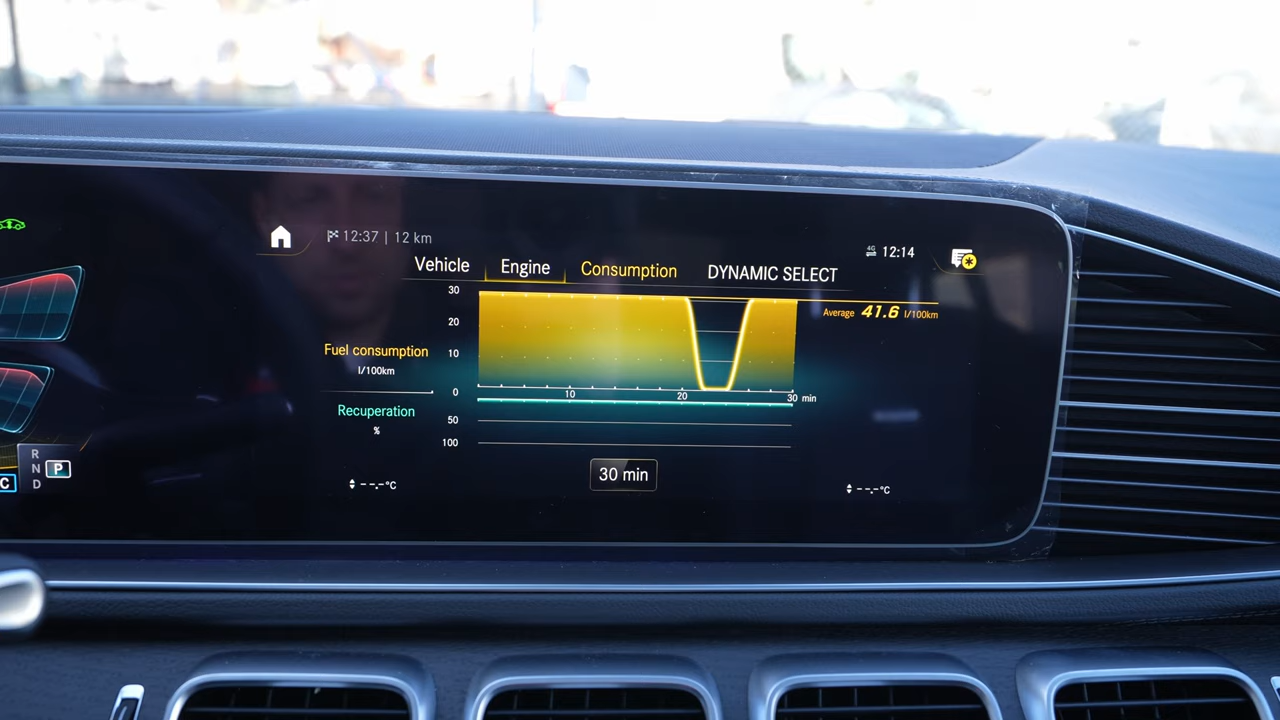 12:37 | 12 km
4G 12:14
Vehicle Engine Consumption DYNAMIC SELECT
30
Average 41.6 l/100km
20
Fuel consumption
10
l/100km
0
10 20 30 min
Recuperation
50
%
100
30 min
--.-°C
--.-°C
R
N P
C D